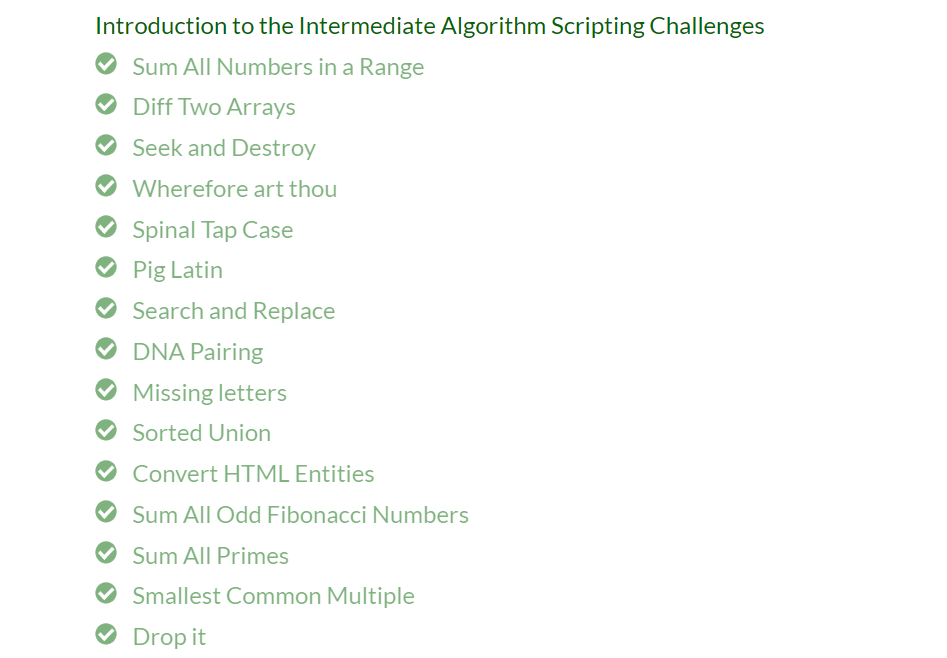 Introduction to the Intermediate Algorithm Scripting Challenges
Sum All Numbers in a Range
Diff Two Arrays
Seek and Destroy
Wherefore art thou
Spinal Tap Case
Pig Latin
Search and Replace
DNA Pairing
Missing letters
Sorted Union
Convert HTML Entities
Sum All Odd Fibonacci Numbers
Sum All Primes
Smallest Common Multiple
Drop it